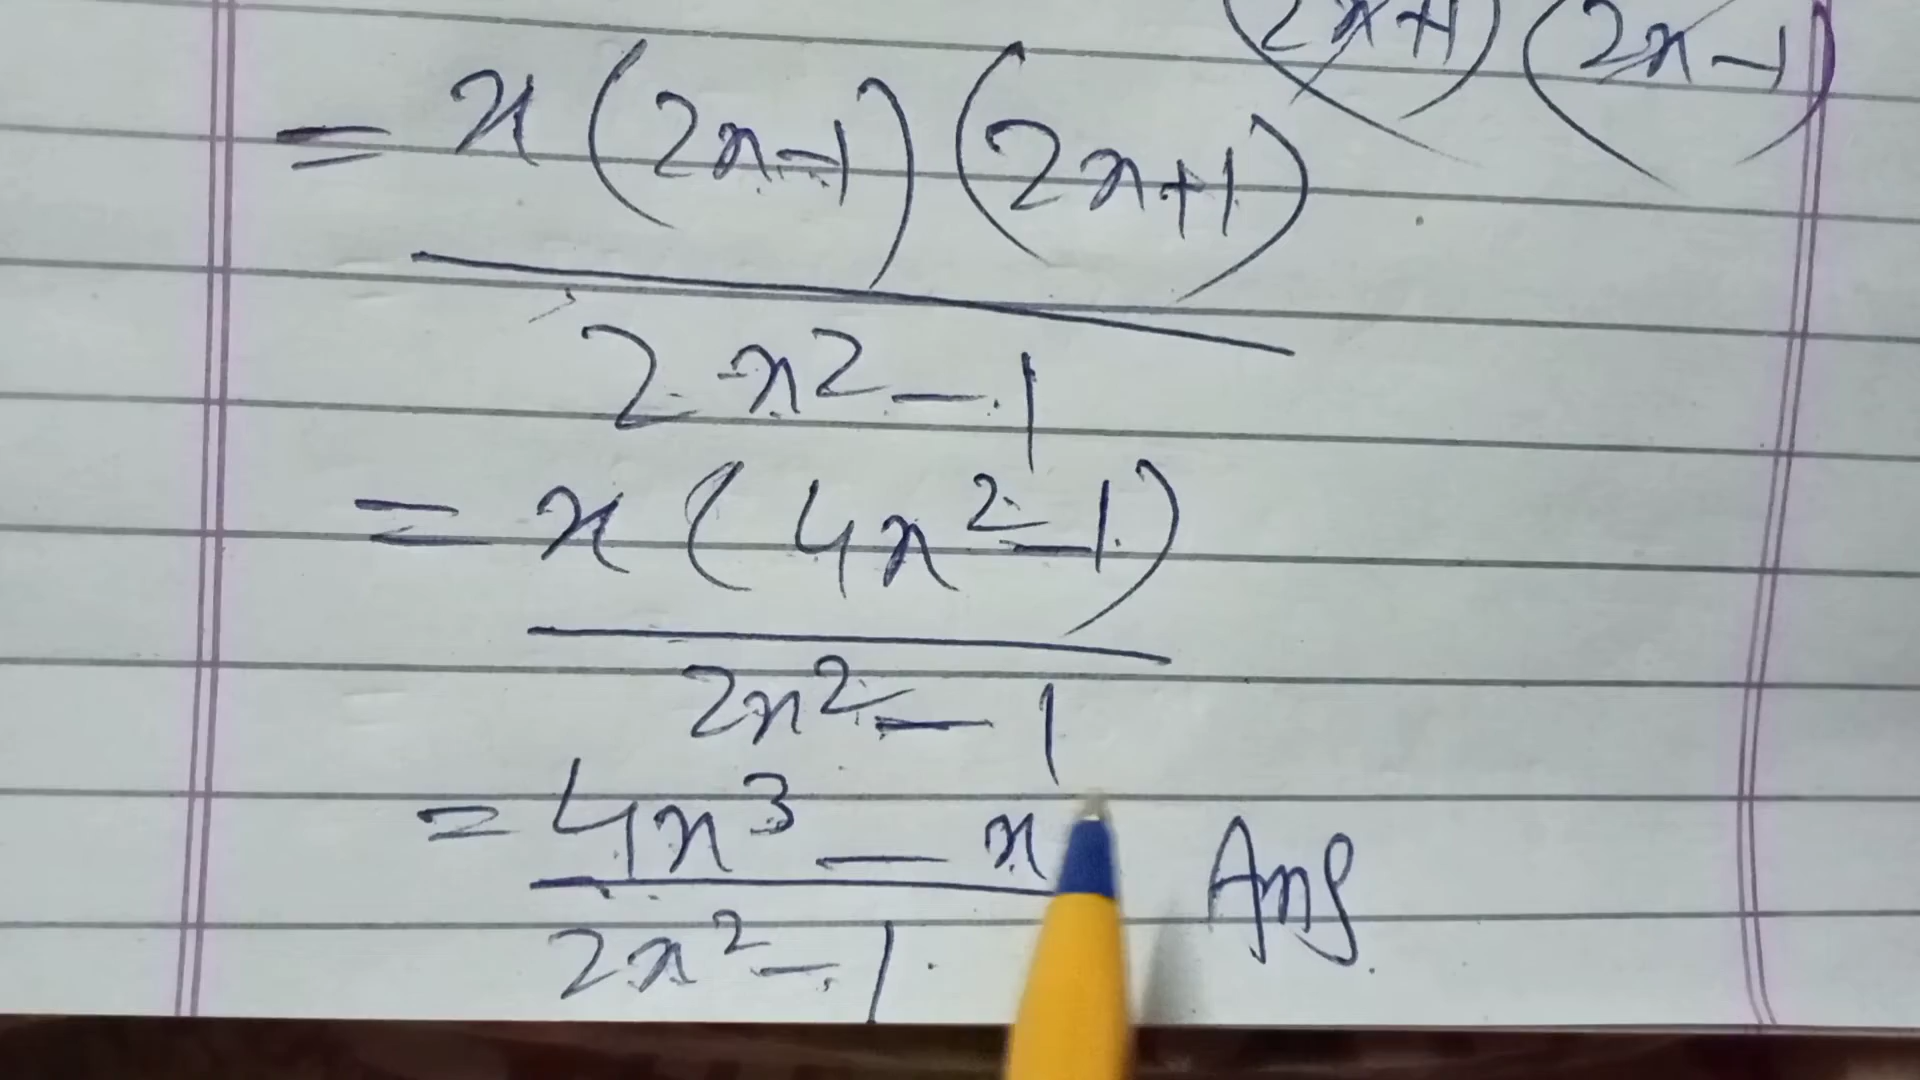 (2x+1) (2x-1)
= x (2x-1) (2x+1)
2x² - 1
= x (4x² - 1)
2x² - 1
= 4x³ - x Ans.
2x² - 1